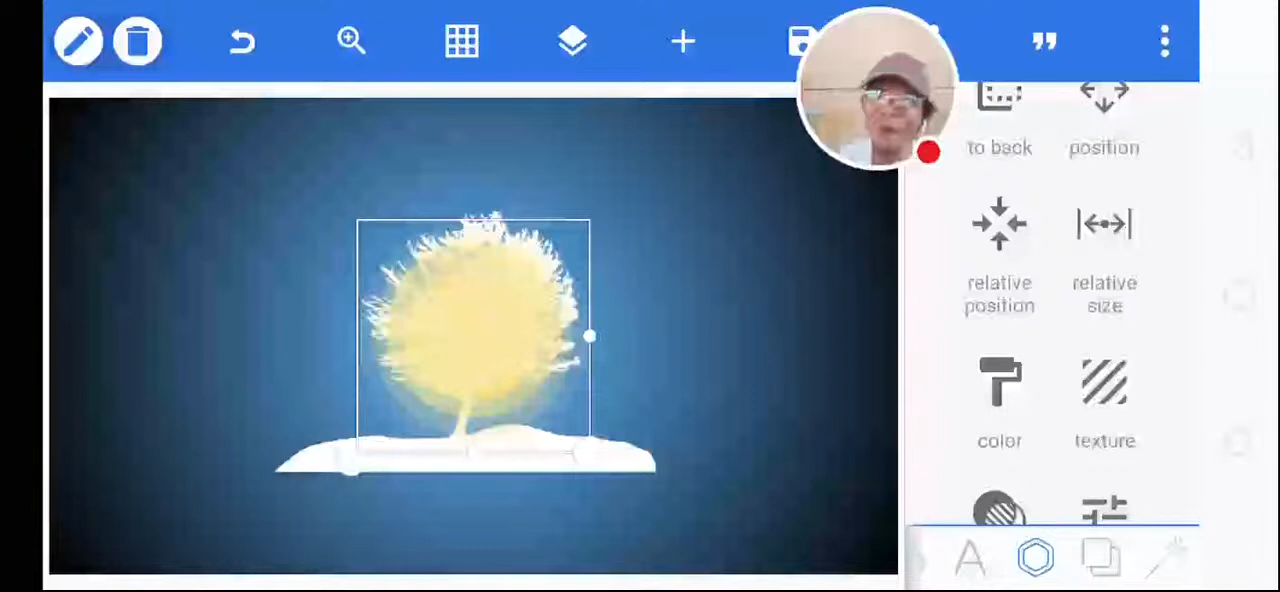 to back
position
relative
position
relative
size
color
texture
A